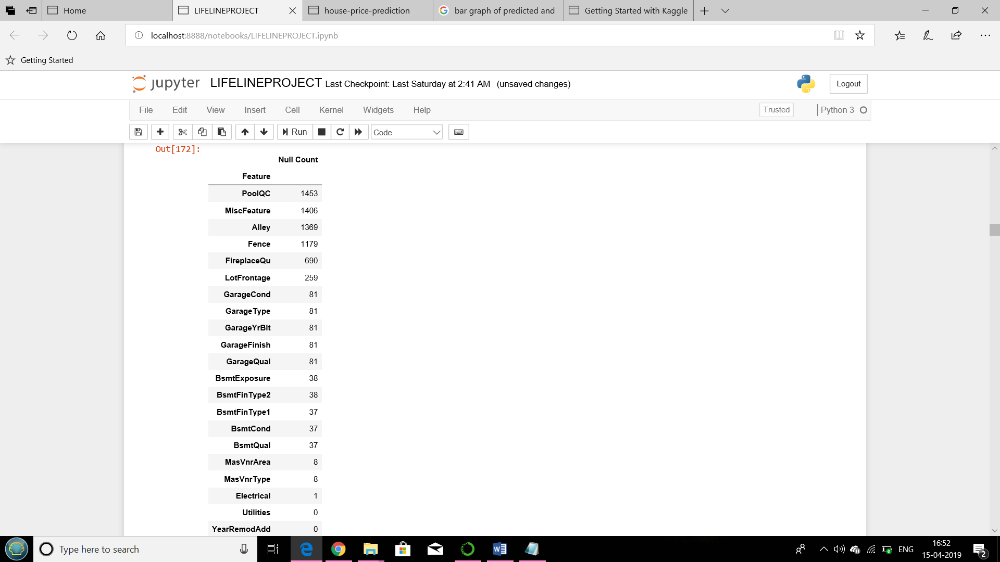 Home
LIFELINEPROJECT
house-price-prediction
bar graph of predicted and
Getting Started with Kaggle
localhost:8888/notebooks/LIFELINEPROJECT.ipynb
Getting Started
jupyter LIFELINEPROJECT Last Checkpoint: Last Saturday at 2:41 AM (unsaved changes)
Logout
File Edit View Insert Cell Kernel Widgets Help
Trusted
Python 3
Run
Code
Out[172]:
Null Count
Feature
PoolQC 1453
MiscFeature 1406
Alley 1369
Fence 1179
FireplaceQu 690
LotFrontage 259
GarageCond 81
GarageType 81
GarageYrBlt 81
GarageFinish 81
GarageQual 81
BsmtExposure 38
BsmtFinType2 38
BsmtFinType1 37
BsmtCond 37
BsmtQual 37
MasVnrArea 8
MasVnrType 8
Electrical 1
Utilities 0
YearRemodAdd 0
Type here to search
ENG
16:52
15-04-2019
2